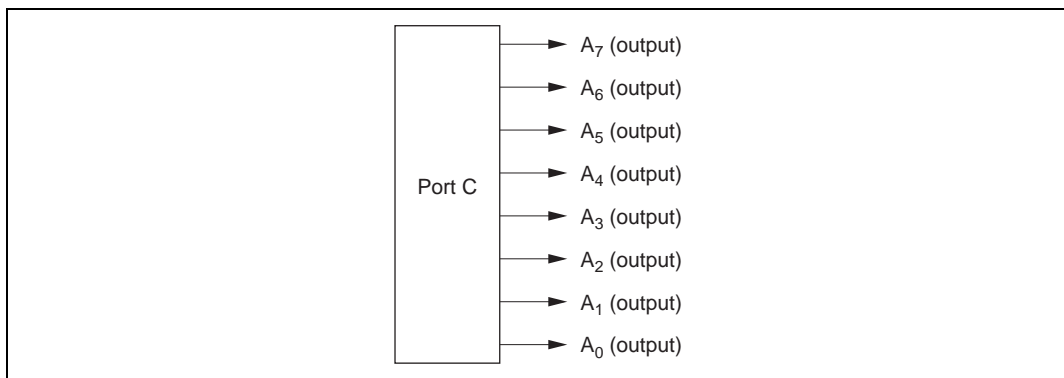 A7 (output)
A6 (output)
A5 (output)
A4 (output)
Port C
A3 (output)
A2 (output)
A1 (output)
A0 (output)